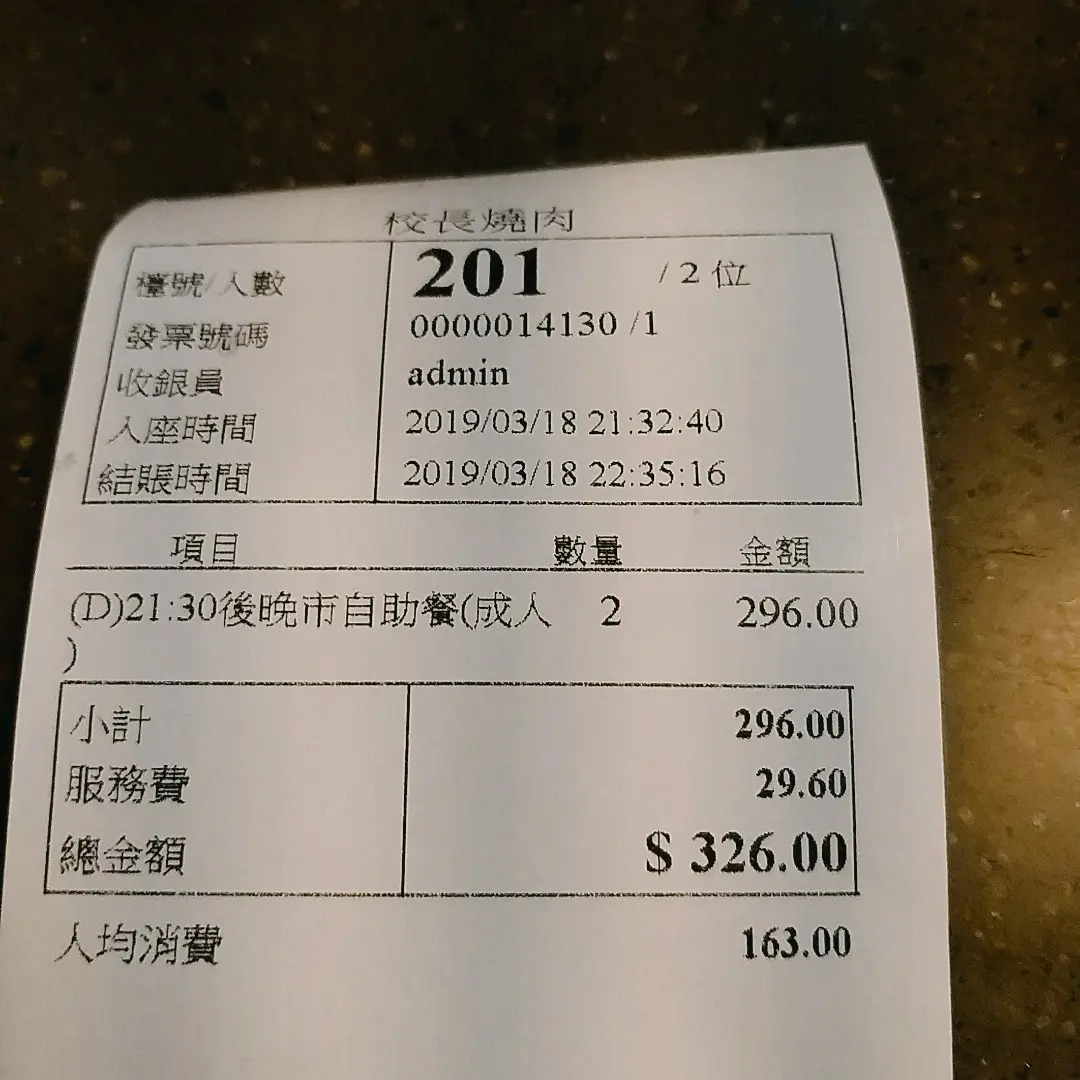 校長燒肉
檯號/人數 201 /2 位
發票號碼 0000014130 /1
收銀員 admin
入座時間 2019/03/18 21:32:40
結賬時間 2019/03/18 22:35:16
項目 數量 金額
(D)21:30後晚市自助餐(成人 2 296.00
)
小計 296.00
服務費 29.60
總金額 $ 326.00
人均消費 163.00